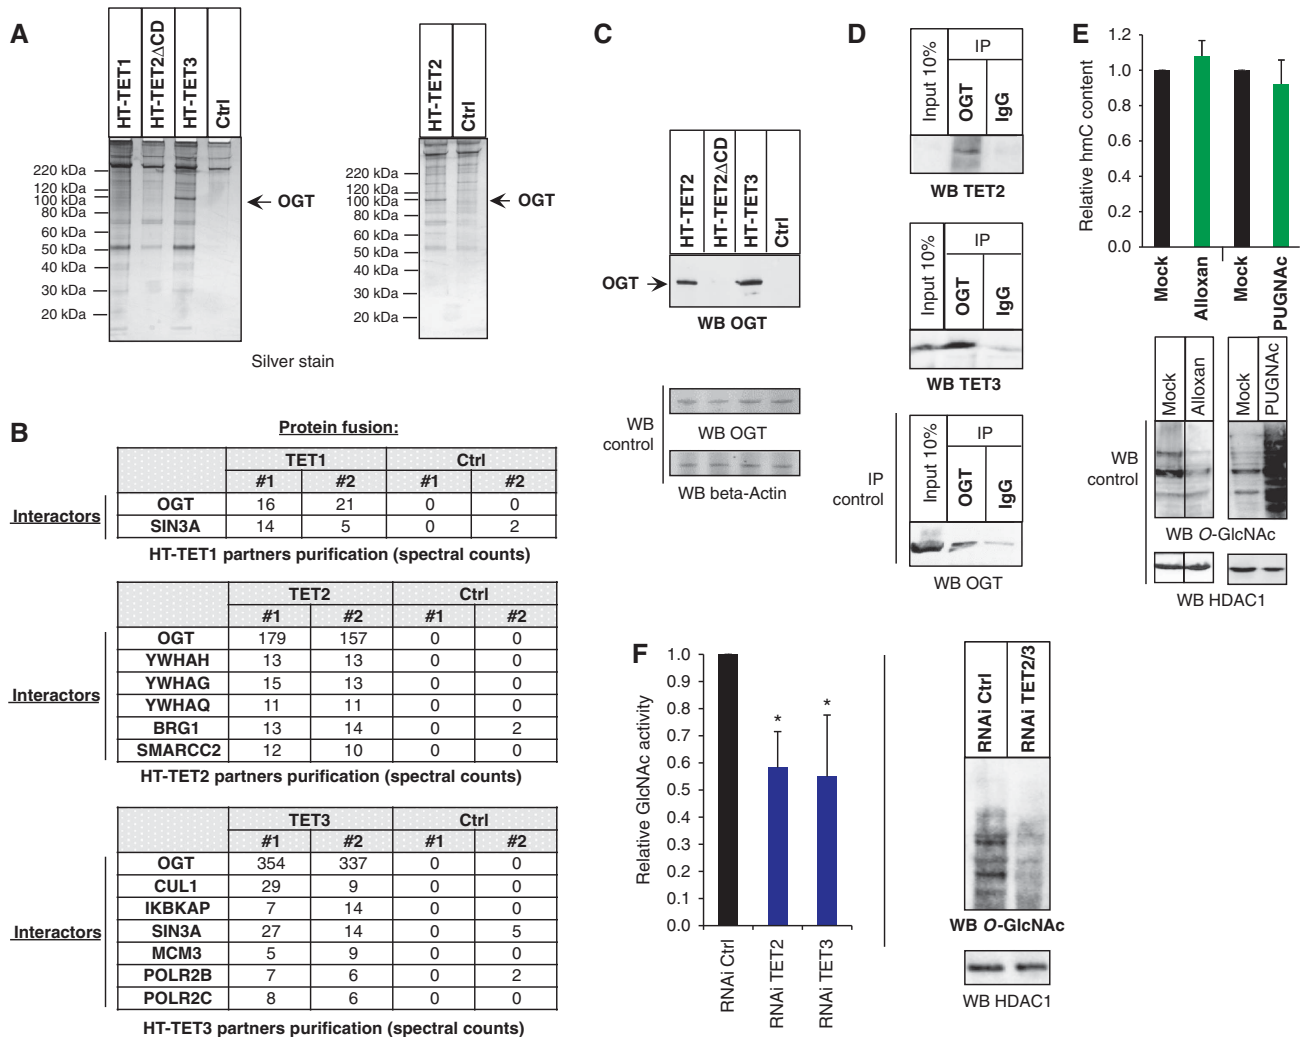 A
HT-TET1
HT-TET2ΔCD
HT-TET3
Ctrl
220 kDa
120 kDa
100 kDa
80 kDa
60 kDa
50 kDa
40 kDa
30 kDa
20 kDa
OGT
HT-TET2
Ctrl
220 kDa
120 kDa
100 kDa
80 kDa
60 kDa
50 kDa
40 kDa
30 kDa
20 kDa
OGT
Silver stain
B
Protein fusion:
Interactors
TET1 Ctrl
#1 #2 #1 #2
OGT 16 21 0 0
SIN3A 14 5 0 2
HT-TET1 partners purification (spectral counts)
Interactors
TET2 Ctrl
#1 #2 #1 #2
OGT 179 157 0 0
YWHAH 13 13 0 0
YWHAG 15 13 0 0
YWHAQ 11 11 0 0
BRG1 13 14 0 2
SMARCC2 12 10 0 0
HT-TET2 partners purification (spectral counts)
Interactors
TET3 Ctrl
#1 #2 #1 #2
OGT 354 337 0 0
CUL1 29 9 0 0
IKBKAP 7 14 0 0
SIN3A 27 14 0 5
MCM3 5 9 0 0
POLR2B 7 6 0 2
POLR2C 8 6 0 0
HT-TET3 partners purification (spectral counts)
C
HT-TET2
HT-TET2ΔCD
HT-TET3
Ctrl
OGT
WB OGT
WB control
WB OGT
WB beta-Actin
D
Input 10%
IP
OGT
IgG
WB TET2
Input 10%
IP
OGT
IgG
WB TET3
IP control
Input 10%
IP
OGT
IgG
WB OGT
E
Relative hmC content
1.2
1.0
0.8
0.6
0.4
0.2
0.0
Mock
Alloxan
Mock
PUGNAc
Mock
Alloxan
Mock
PUGNAc
WB control
WB O-GlcNAc
WB HDAC1
F
Relative GlcNAc activity
1.0
0.9
0.8
0.7
0.6
0.5
0.4
0.3
0.2
0.1
0.0
*
*
RNAi Ctrl
RNAi TET2
RNAi TET3
RNAi Ctrl
RNAi TET2/3
WB O-GlcNAc
WB HDAC1